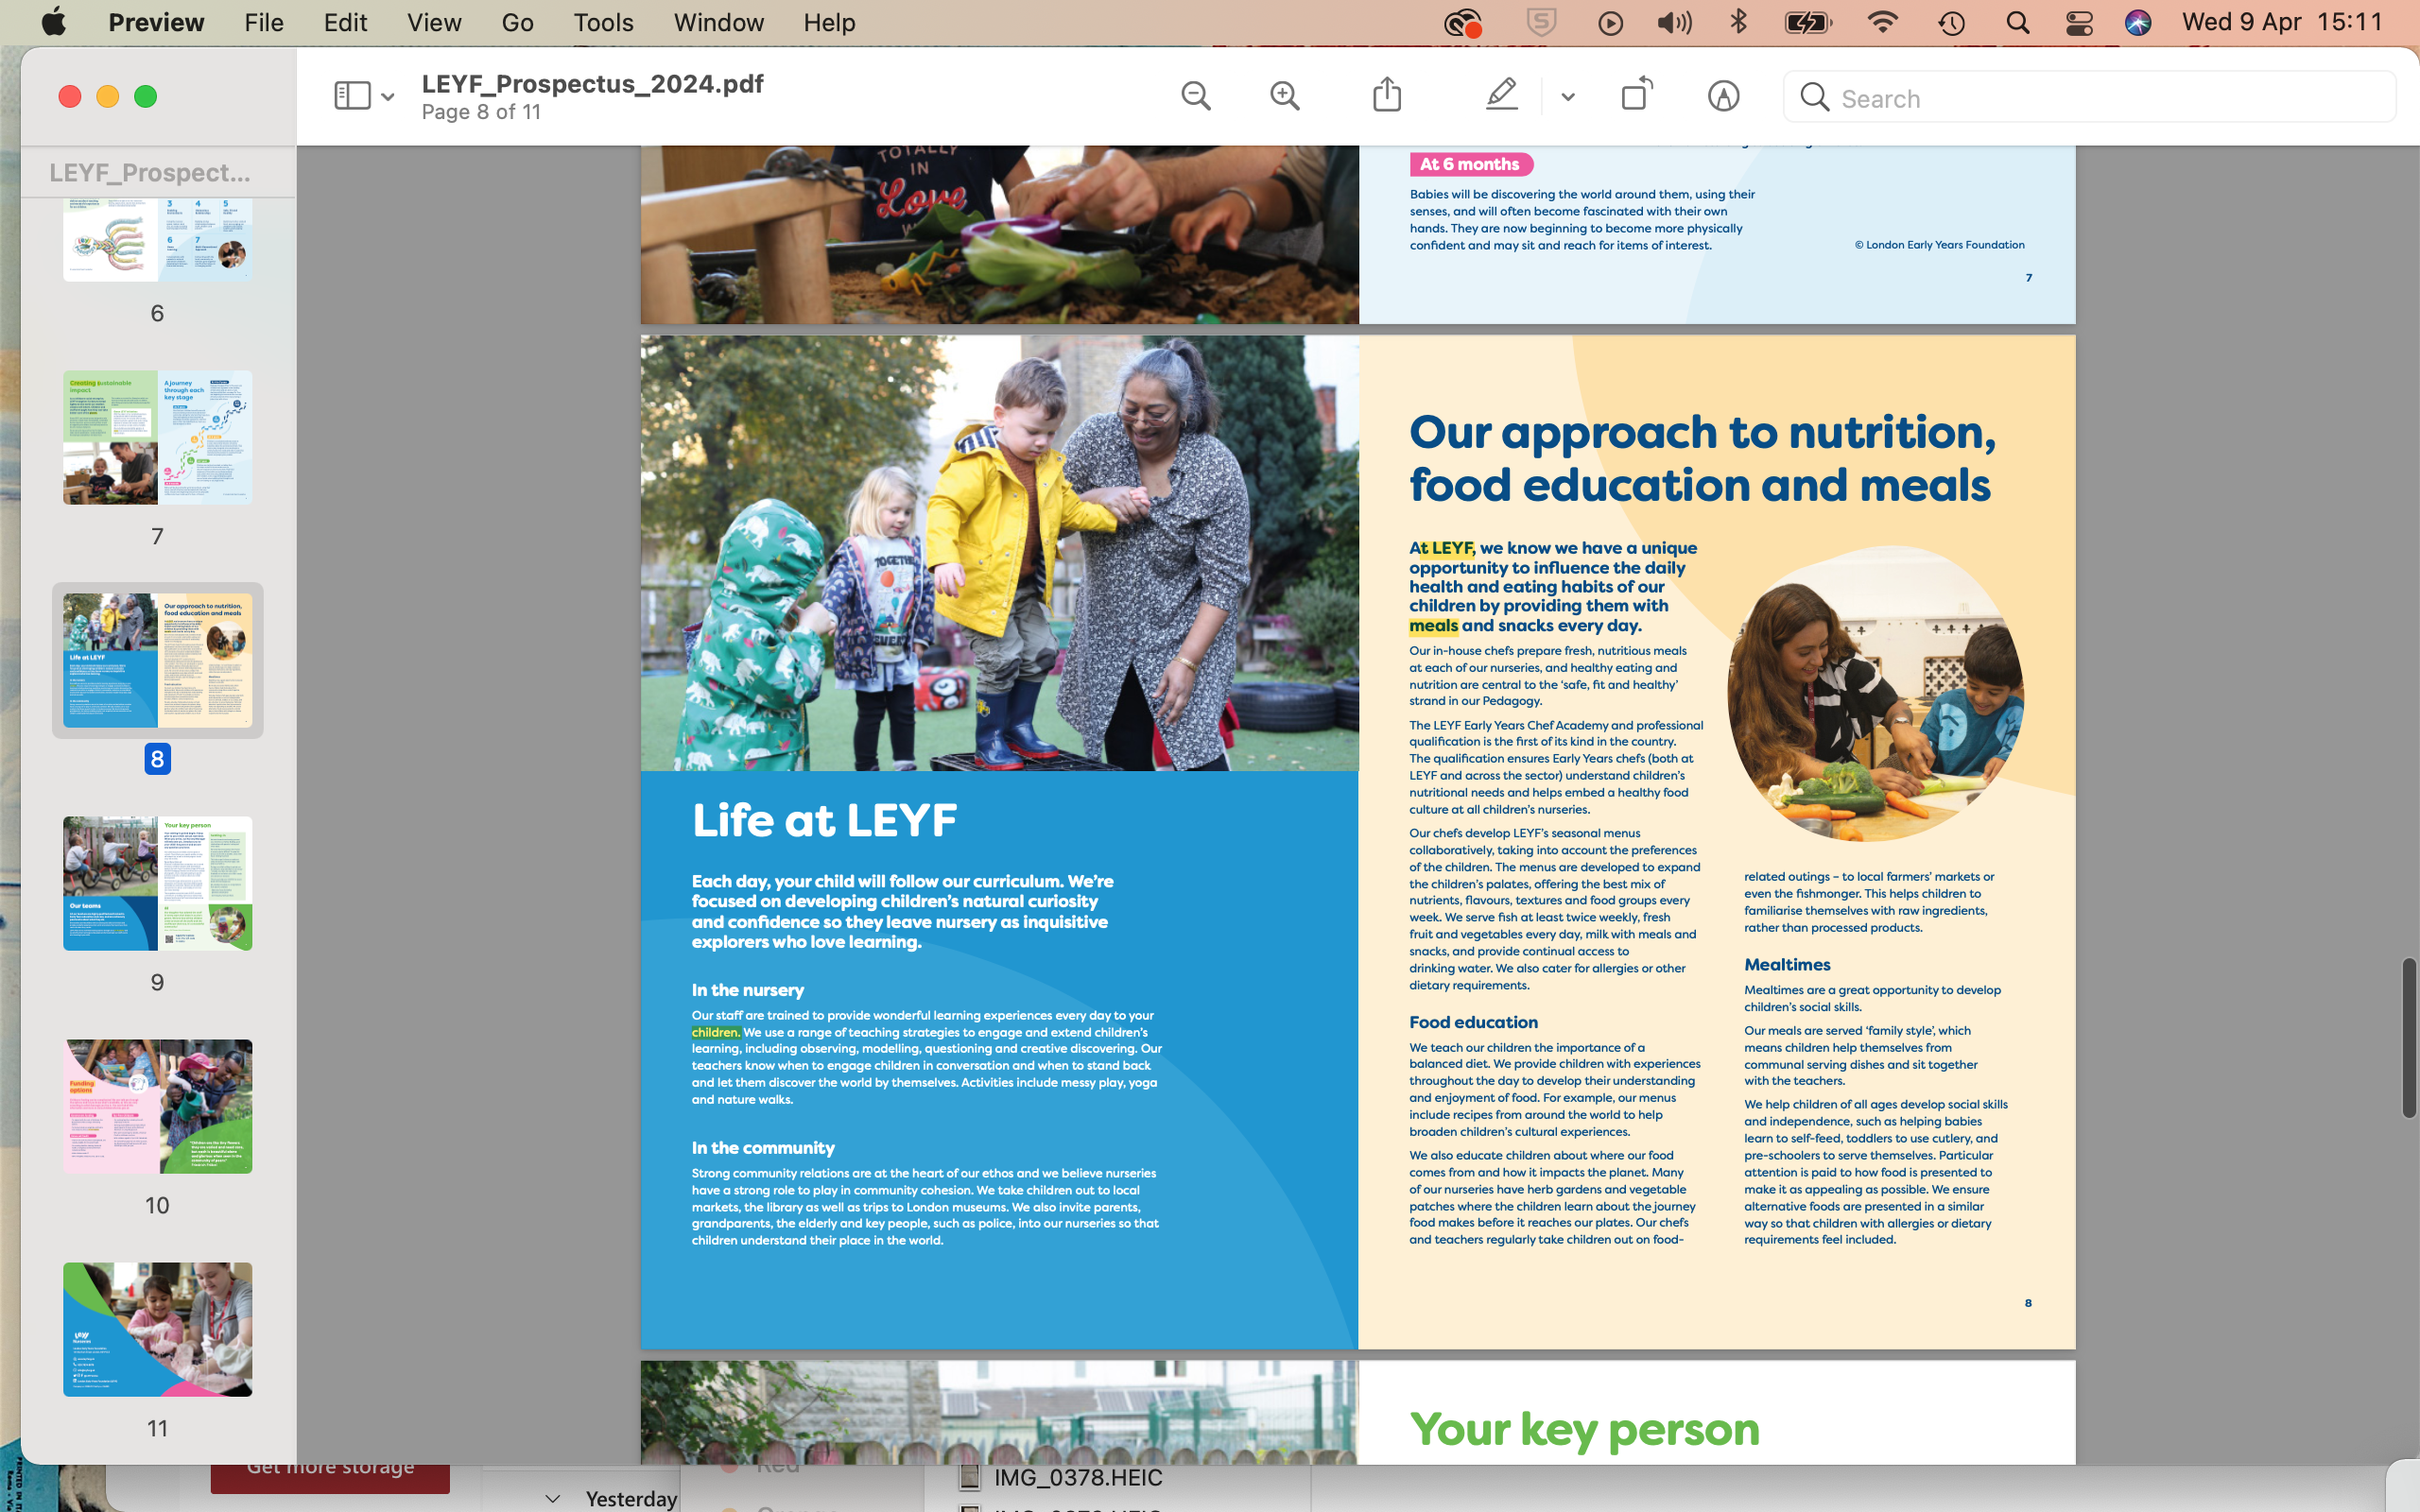 Preview File Edit View Go Tools Window Help
Wed 9 Apr 15:11
LEYF_Prospectus_2024.pdf
Page 8 of 11
Search
LEYF_Prospect...
6
7
8
9
10
11
Creating sustainable
impact
A journey
through each
key stage
Our approach to nutrition,
food education and meals
Life at LEYF
Your key person
Our teams
Funding
options
TOTALLY
IN
Love
At 6 months
Babies will be discovering the world around them, using their
senses, and will often become fascinated with their own
hands. They are now beginning to become more physically
confident and may sit and reach for items of interest.
© London Early Years Foundation
7
TOGETHER
Life at LEYF
Each day, your child will follow our curriculum. We’re
focused on developing children’s natural curiosity
and confidence so they leave nursery as inquisitive
explorers who love learning.
In the nursery
Our staff are trained to provide wonderful learning experiences every day to your
children. We use a range of teaching strategies to engage and extend children’s
learning, including observing, modelling, questioning and creative discovering. Our
teachers know when to engage children in conversation and when to stand back
and let them discover the world by themselves. Activities include messy play, yoga
and nature walks.
In the community
Strong community relations are at the heart of our ethos and we believe nurseries
have a strong role to play in community cohesion. We take children out to local
markets, the library as well as trips to London museums. We also invite parents,
grandparents, the elderly and key people, such as police, into our nurseries so that
children understand their place in the world.
Our approach to nutrition,
food education and meals
At LEYF, we know we have a unique
opportunity to influence the daily
health and eating habits of our
children by providing them with
meals and snacks every day.
Our in-house chefs prepare fresh, nutritious meals
at each of our nurseries, and healthy eating and
nutrition are central to the ‘safe, fit and healthy’
strand in our Pedagogy.
The LEYF Early Years Chef Academy and professional
qualification is the first of its kind in the country.
The qualification ensures Early Years chefs (both at
LEYF and across the sector) understand children’s
nutritional needs and helps embed a healthy food
culture at all children’s nurseries.
Our chefs develop LEYF’s seasonal menus
collaboratively, taking into account the preferences
of the children. The menus are developed to expand
the children’s palates, offering the best mix of
nutrients, flavours, textures and food groups every
week. We serve fish at least twice weekly, fresh
fruit and vegetables every day, milk with meals and
snacks, and provide continual access to
drinking water. We also cater for allergies or other
dietary requirements.
Food education
We teach our children the importance of a
balanced diet. We provide children with experiences
throughout the day to develop their understanding
and enjoyment of food. For example, our menus
include recipes from around the world to help
broaden children’s cultural experiences.
We also educate children about where our food
comes from and how it impacts the planet. Many
of our nurseries have herb gardens and vegetable
patches where the children learn about the journey
food makes before it reaches our plates. Our chefs
and teachers regularly take children out on food-
related outings – to local farmers’ markets or
even the fishmonger. This helps children to
familiarise themselves with raw ingredients,
rather than processed products.
Mealtimes
Mealtimes are a great opportunity to develop
children’s social skills.
Our meals are served ‘family style’, which
means children help themselves from
communal serving dishes and sit together
with the teachers.
We help children of all ages develop social skills
and independence, such as helping babies
learn to self-feed, toddlers to use cutlery, and
pre-schoolers to serve themselves. Particular
attention is paid to how food is presented to
make it as appealing as possible. We ensure
alternative foods are presented in a similar
way so that children with allergies or dietary
requirements feel included.
8
Your key person
Get more storage
Yesterday
Red
IMG_0378.HEIC